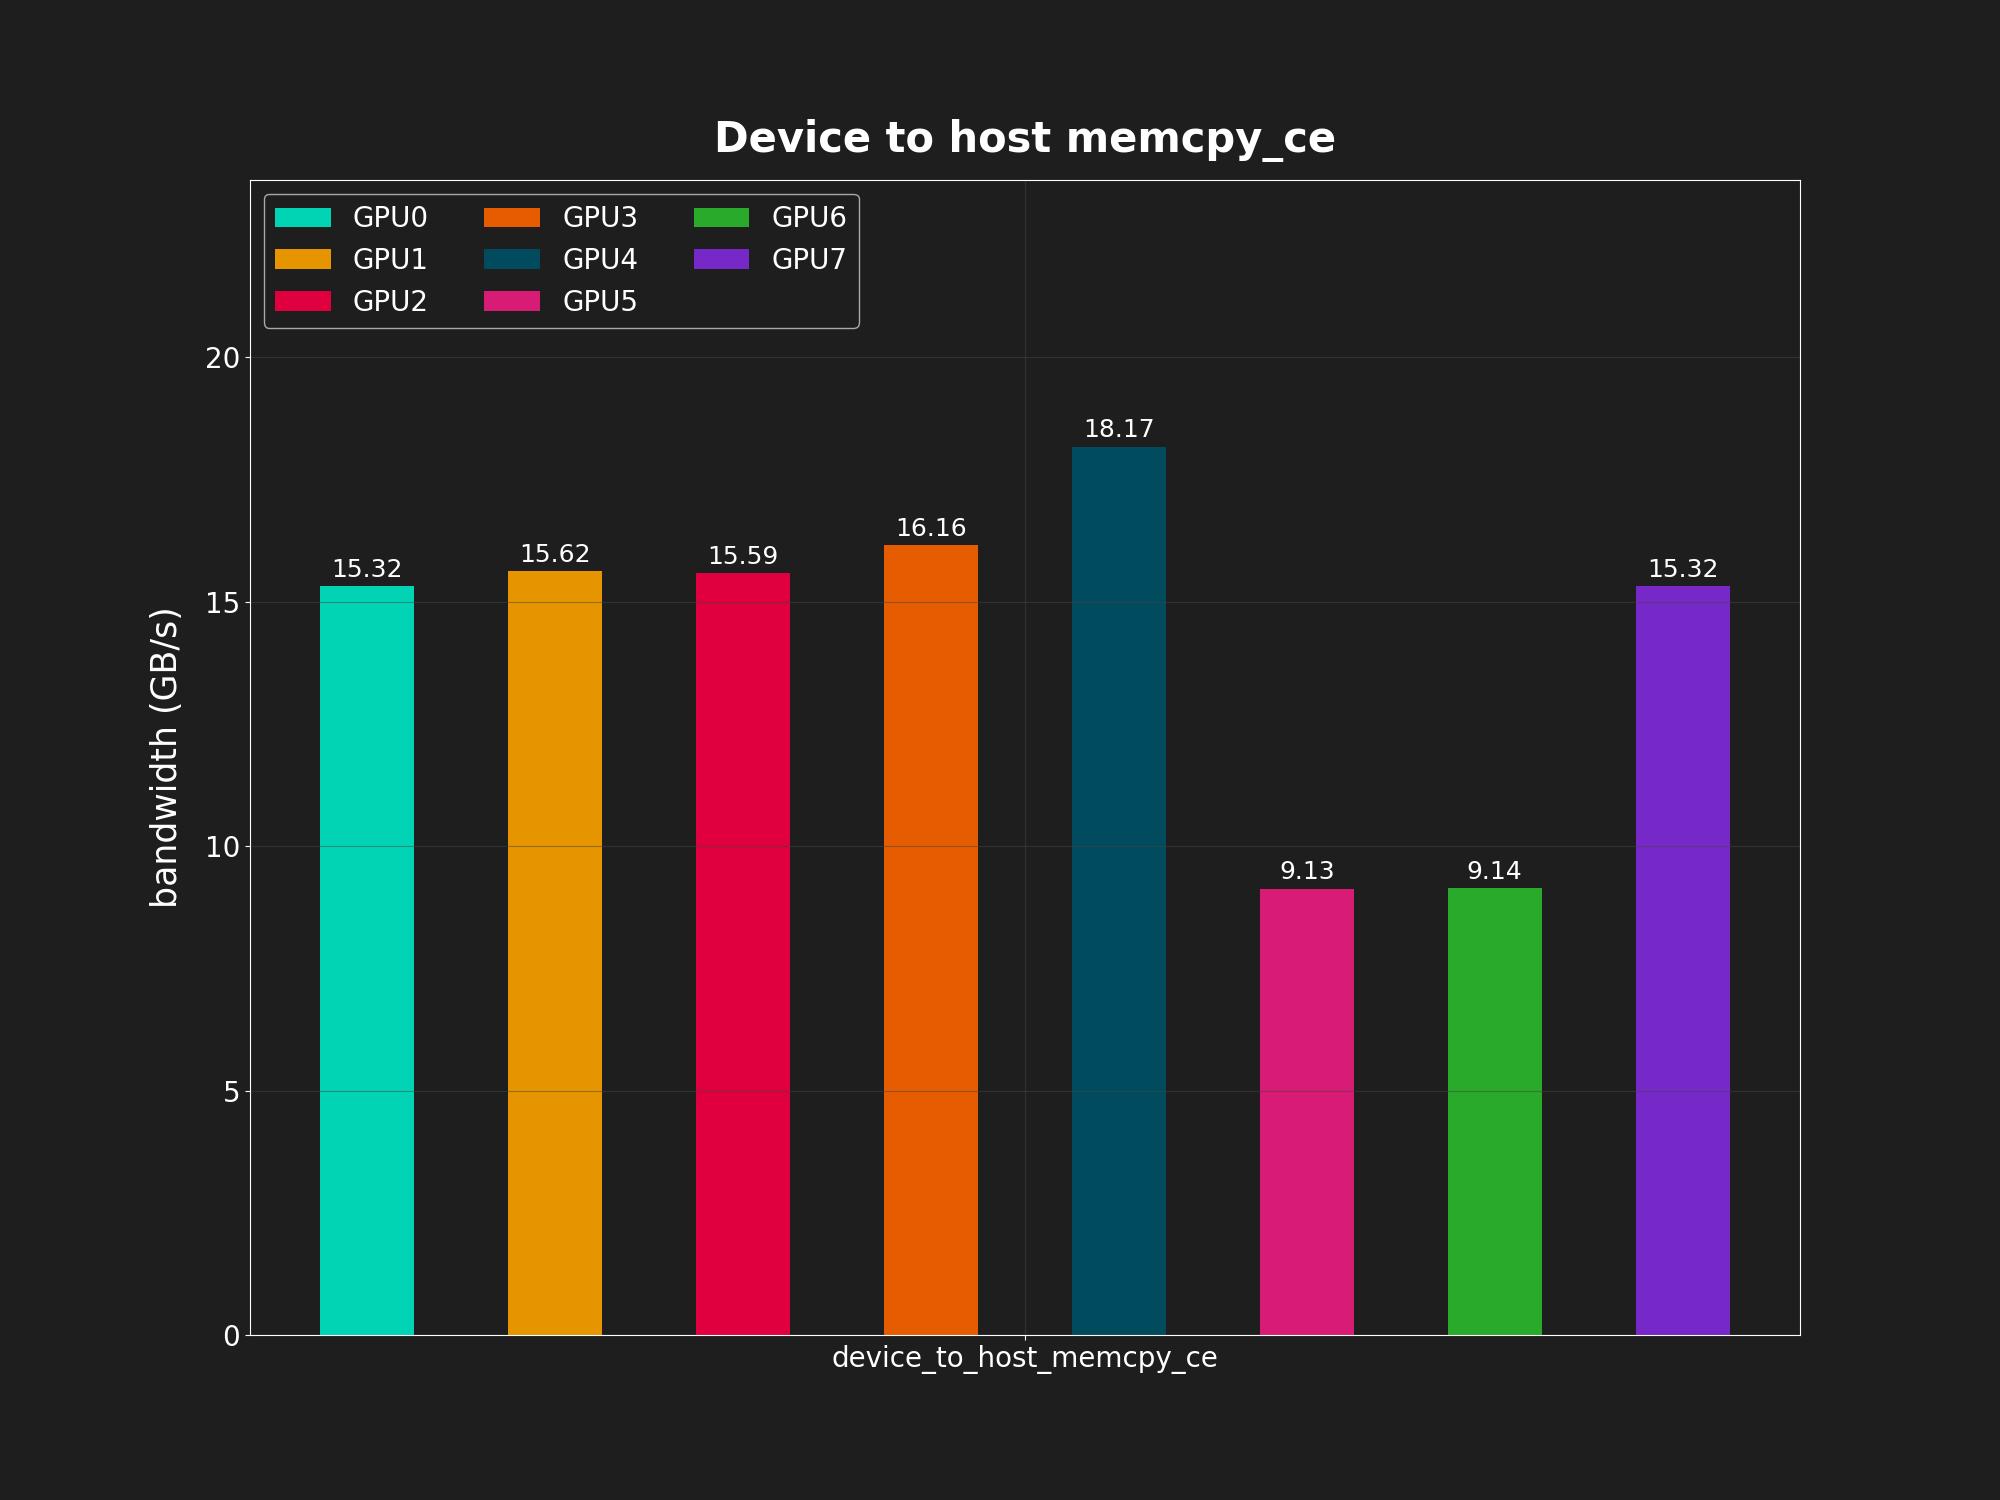 Device to host memcpy_ce
GPU0
GPU1
GPU2
GPU3
GPU4
GPU5
GPU6
GPU7
bandwidth (GB/s)
20
15
10
5
0
15.32
15.62
15.59
16.16
18.17
9.13
9.14
15.32
device_to_host_memcpy_ce